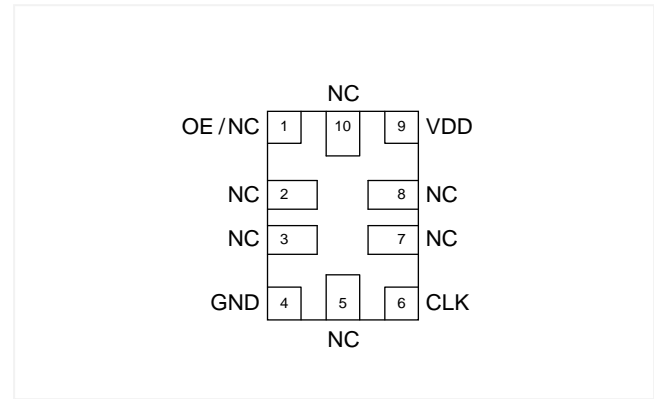 NC
OE/NC 1 10 9 VDD
NC 2 8 NC
NC 3 7 NC
GND 4 5 6 CLK
NC